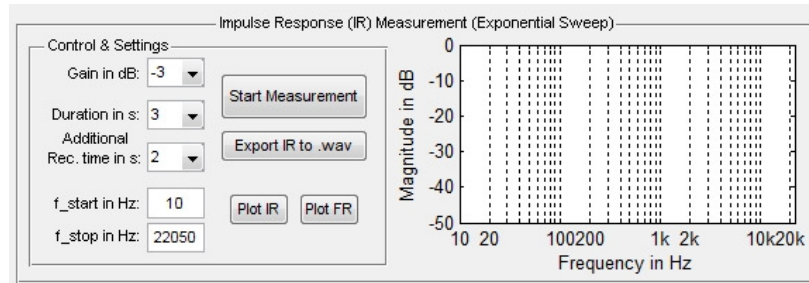 Impulse Response (IR) Measurement (Exponential Sweep)
Control & Settings
Gain in dB: -3
Duration in s: 3
Additional
Rec. time in s: 2
f_start in Hz: 10
f_stop in Hz: 22050
Start Measurement
Export IR to .wav
Plot IR Plot FR
Magnitude in dB
0
-10
-20
-30
-40
-50
10 20 100200 1k 2k 10k20k
Frequency in Hz